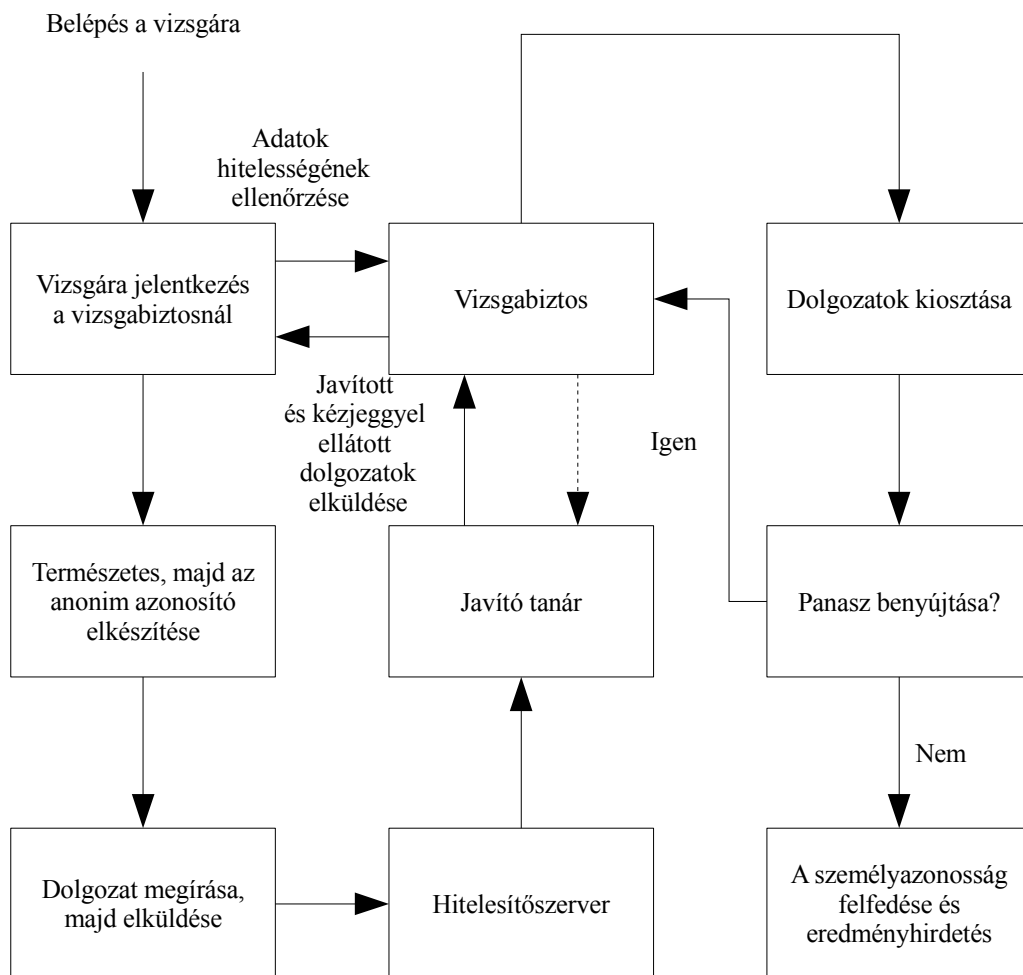 Belépés a vizsgára
Adatok
hitelességének
ellenőrzése
Vizsgára jelentkezés
a vizsgabiztosnál
Vizsgabiztos
Dolgozatok kiosztása
Javított
és kézjeggyel
ellátott
dolgozatok
elküldése
Igen
Természetes, majd az
anonim azonosító
elkészítése
Javító tanár
Panasz benyújtása?
Nem
Dolgozat megírása,
majd elküldése
Hitelesítőszerver
A személyazonosság
felfedése és
eredményhirdetés